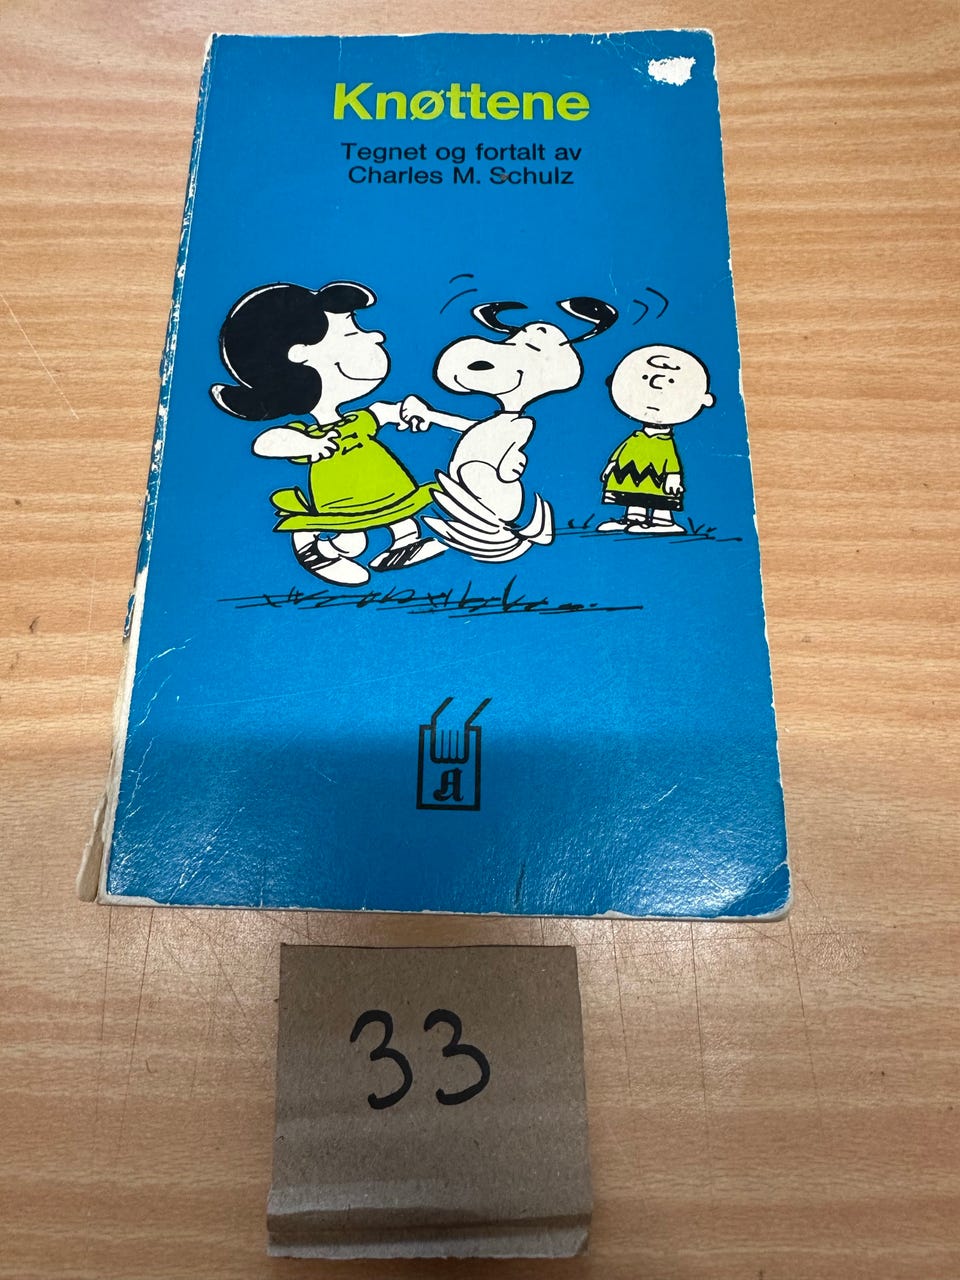 Knøttene
Tegnet og fortalt av
Charles M. Schulz
A
33